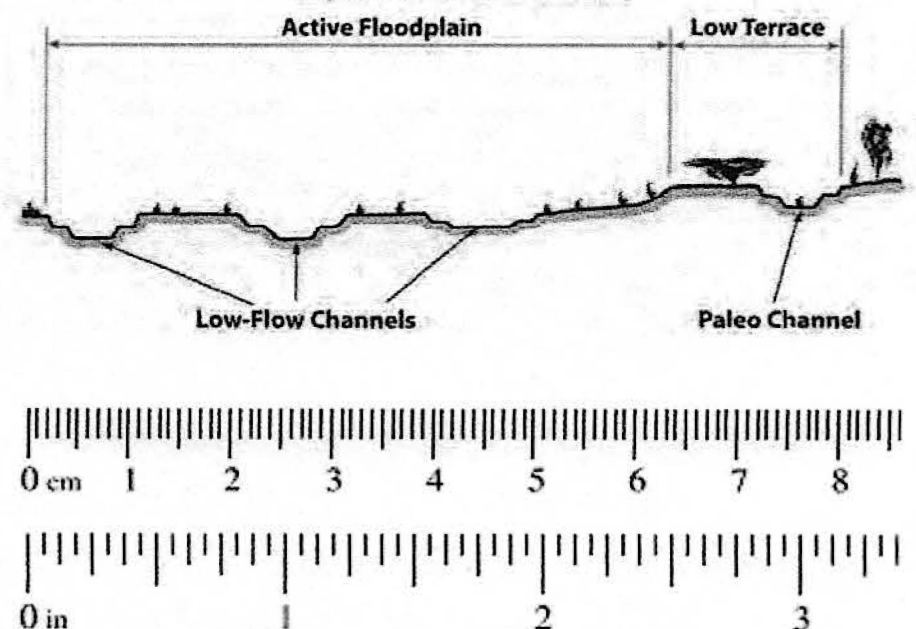 Active Floodplain Low Terrace
Low-Flow Channels Paleo Channel
0 cm 1 2 3 4 5 6 7 8
0 in 1 2 3